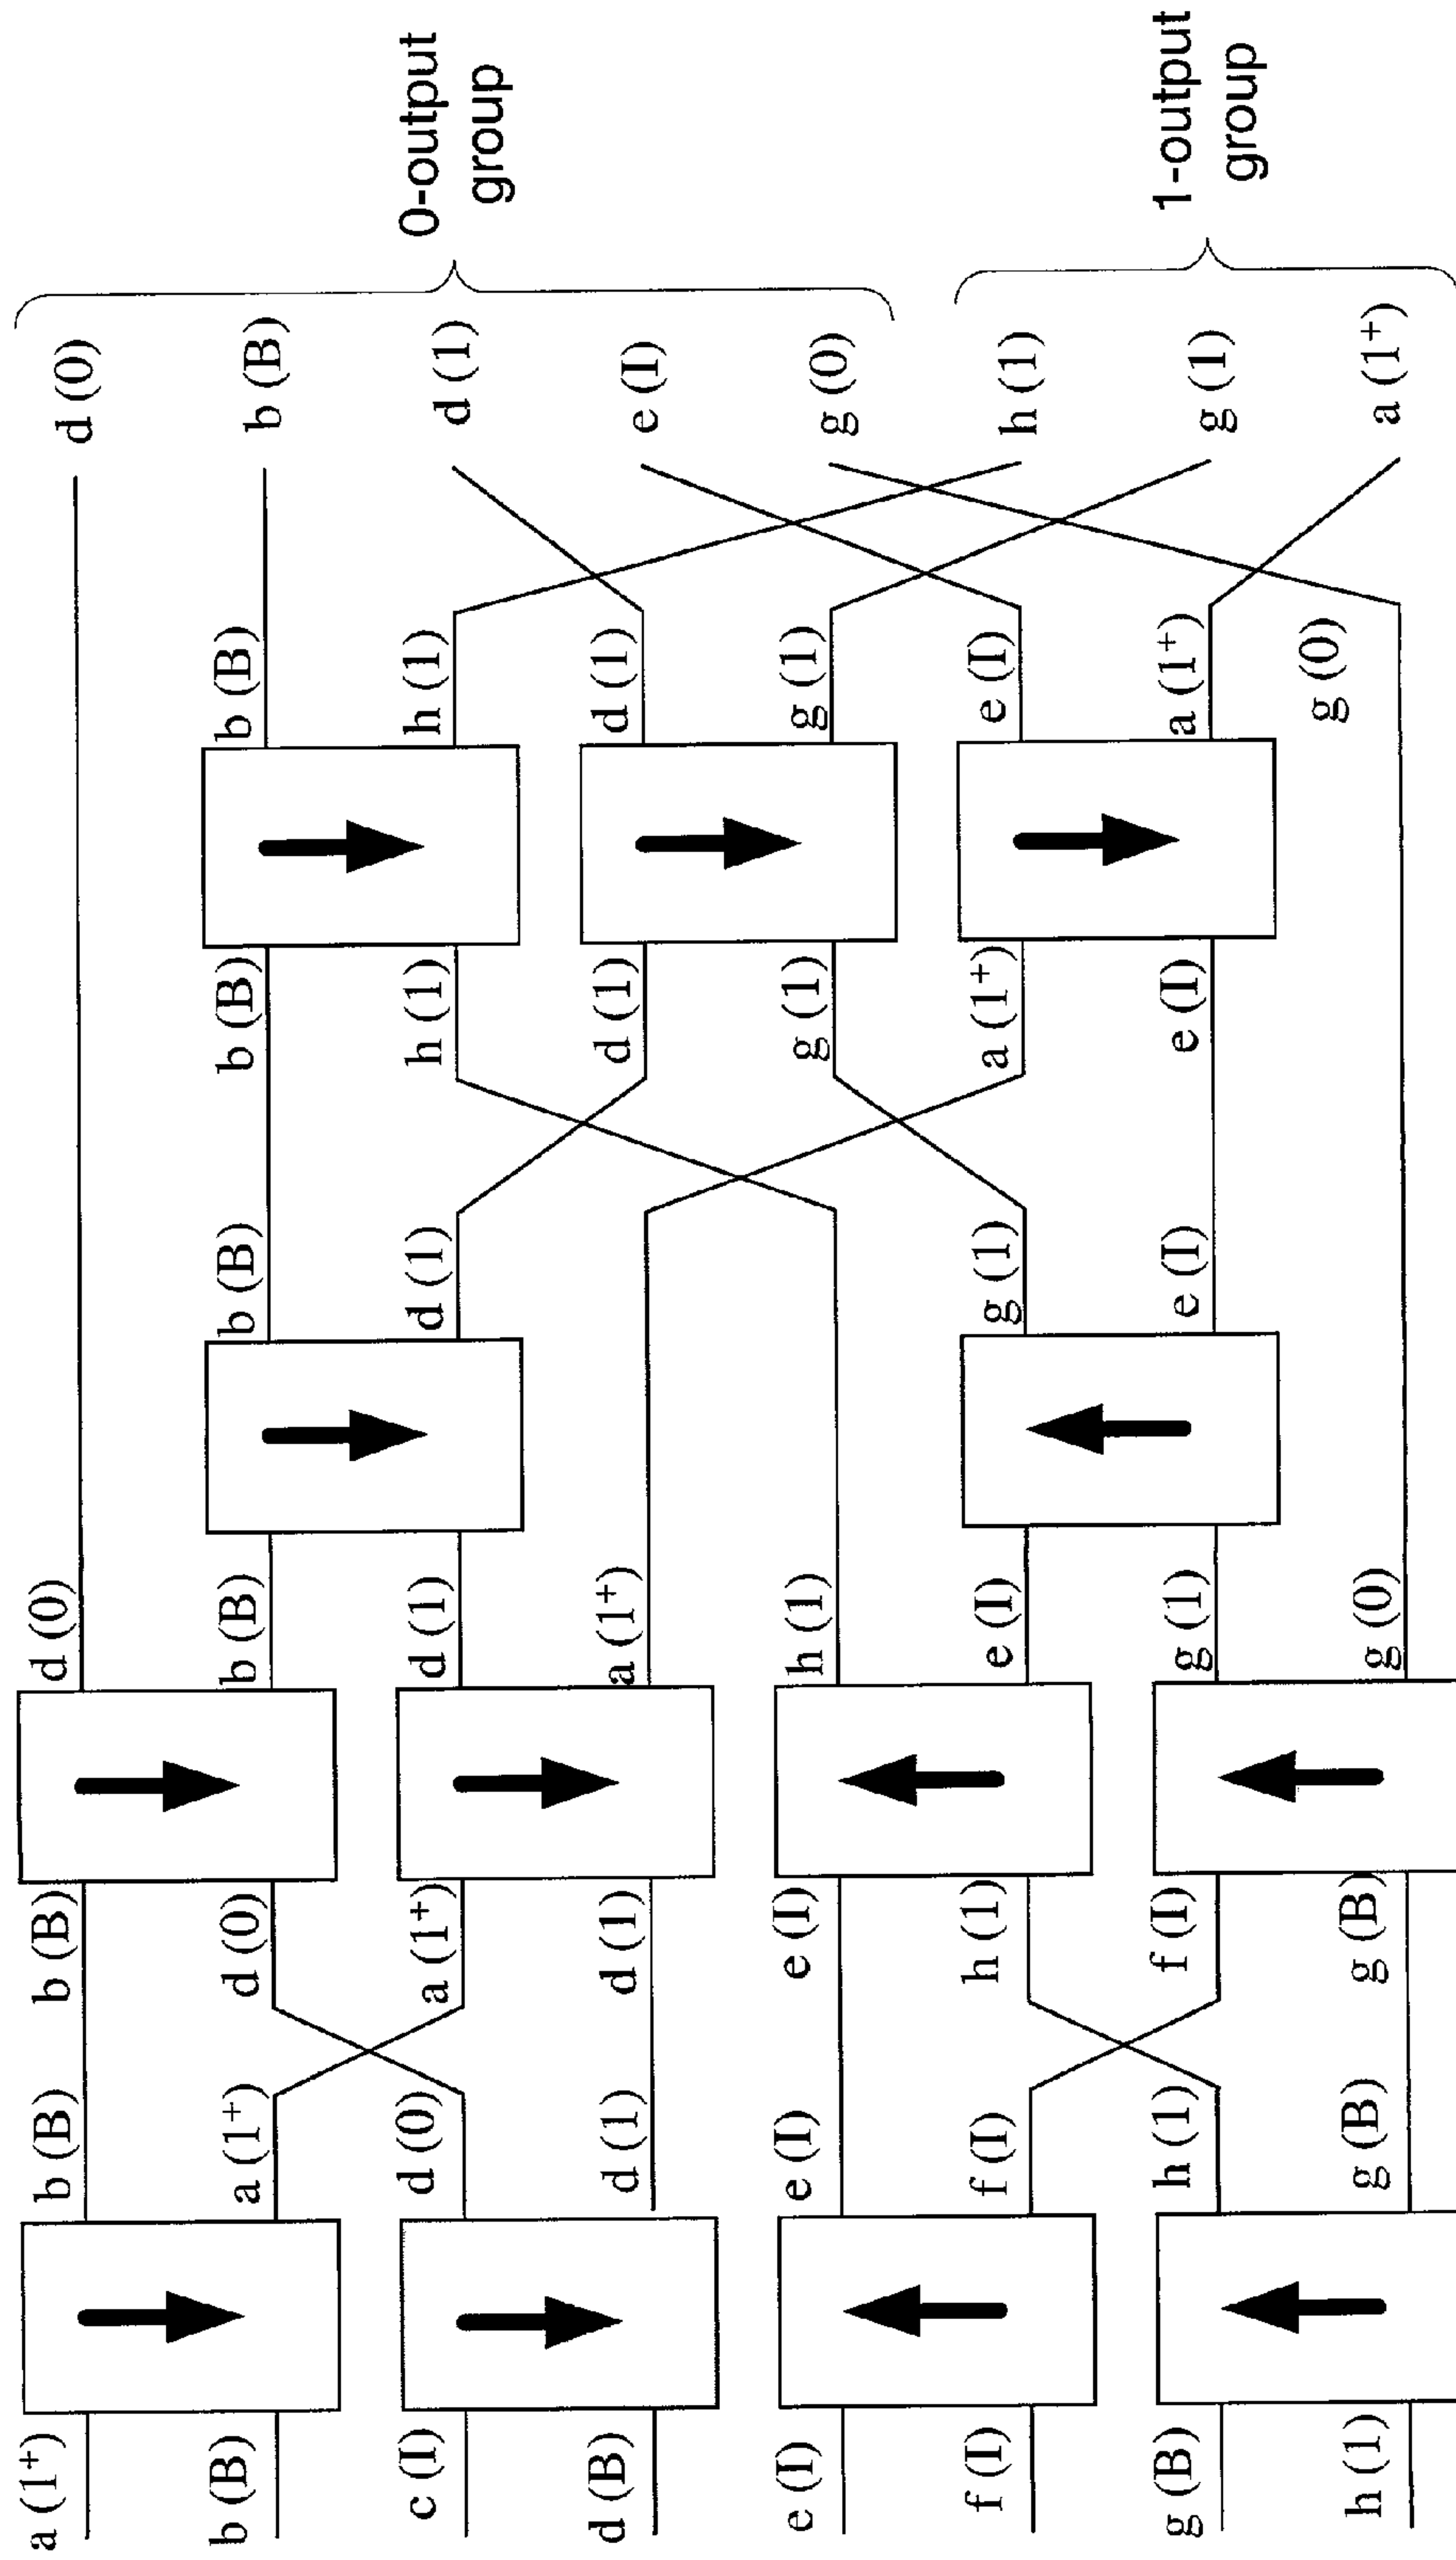 a (1⁺)
b (B)
c (I)
d (B)
e (I)
f (I)
g (B)
h (1)
b (B)
a (1⁺)
d (0)
d (1)
e (I)
f (I)
h (1)
g (B)
b (B)
d (0)
a (1⁺)
d (1)
e (I)
h (1)
f (I)
g (B)
d (0)
b (B)
d (1)
a (1⁺)
h (1)
e (I)
g (1)
g (0)
b (B)
d (1)
g (1)
e (I)
b (B)
h (1)
d (1)
g (1)
a (1⁺)
e (I)
b (B)
h (1)
d (1)
g (1)
e (I)
a (1⁺)
g (0)
d (0)
b (B)
d (1)
e (I)
g (0)
h (1)
g (1)
a (1⁺)
0-output
group
1-output
group